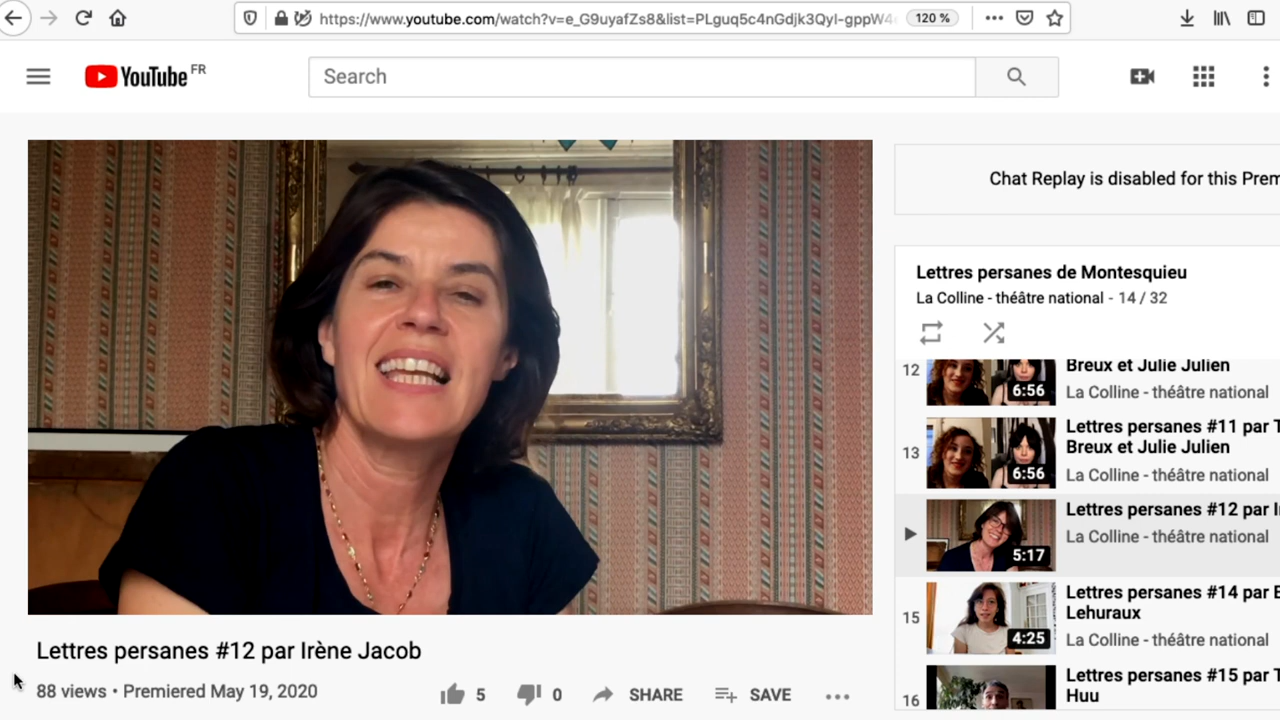 https://www.youtube.com/watch?v=e_G9uyafZs8&list=PLguq5c4nGdjk3QyI-gppW4
120 %
YouTube FR
Search
Chat Replay is disabled for this Prem
Lettres persanes de Montesquieu
La Colline - théâtre national - 14 / 32
12
6:56
Breux et Julie Julien
La Colline - théâtre national
13
6:56
Lettres persanes #11 par T
Breux et Julie Julien
La Colline - théâtre national
5:17
Lettres persanes #12 par I
La Colline - théâtre national
15
4:25
Lettres persanes #14 par E
Lehuraux
La Colline - théâtre national
16
Lettres persanes #15 par T
Huu
Lettres persanes #12 par Irène Jacob
88 views • Premiered May 19, 2020
5
0
SHARE
SAVE